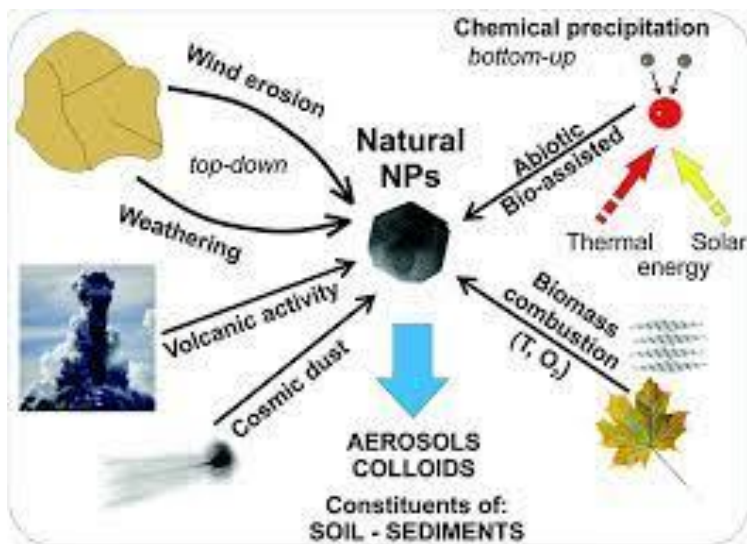 Chemical precipitation
bottom-up
Wind erosion
top-down
Weathering
Natural
NPs
Abiotic
Bio-assisted
Thermal
Solar
energy
Volcanic activity
Cosmic dust
Biomass
combustion
(T, O₂)
AEROSOLS
COLLOIDS
Constituents of:
SOIL - SEDIMENTS